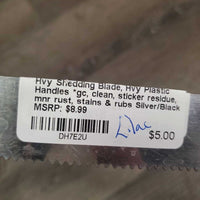 Hvy Shedding Blade, Hvy Plastic
Handles *gc, clean, sticker residue,
mnr rust, stains & rubs Silver/Black
MSRP: $8.99
Lilac
$5.00
DH7E2U